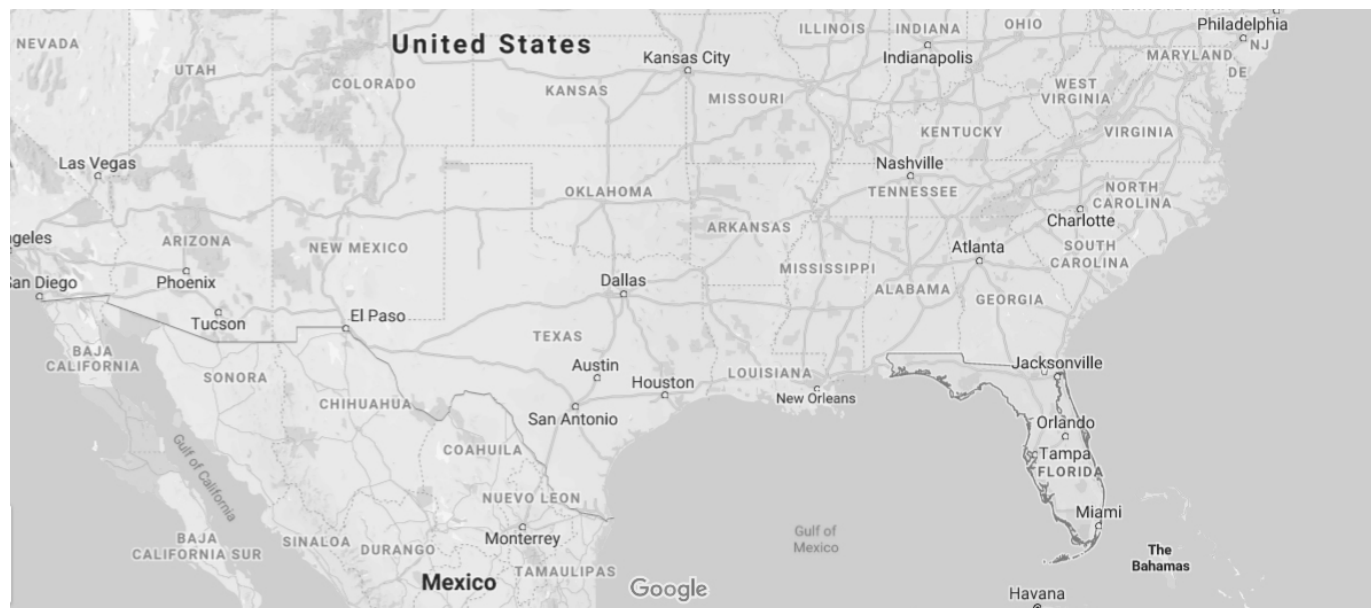 Philadelphia
NEVADA
United States
ILLINOIS
INDIANA
OHIO
NJ
Indianapolis
Kansas City
MARYLAND
DE
UTAH
COLORADO
KANSAS
MISSOURI
WEST
VIRGINIA
KENTUCKY
VIRGINIA
Las Vegas
Nashville
OKLAHOMA
TENNESSEE
NORTH
CAROLINA
Charlotte
ARKANSAS
geles
ARIZONA
NEW MEXICO
Atlanta
SOUTH
CAROLINA
MISSISSIPPI
San Diego
Phoenix
Dallas
ALABAMA
GEORGIA
El Paso
Tucson
TEXAS
BAJA
CALIFORNIA
SONORA
Austin
LOUISIANA
Jacksonville
Houston
New Orleans
CHIHUAHUA
San Antonio
Orlando
COAHUILA
Tampa
FLORIDA
Gulf of California
NUEVO LEON
Miami
Gulf of
Mexico
BAJA
CALIFORNIA SUR
SINALOA
DURANGO
Monterrey
The
Bahamas
TAMAULIPAS
Mexico
Google
Havana